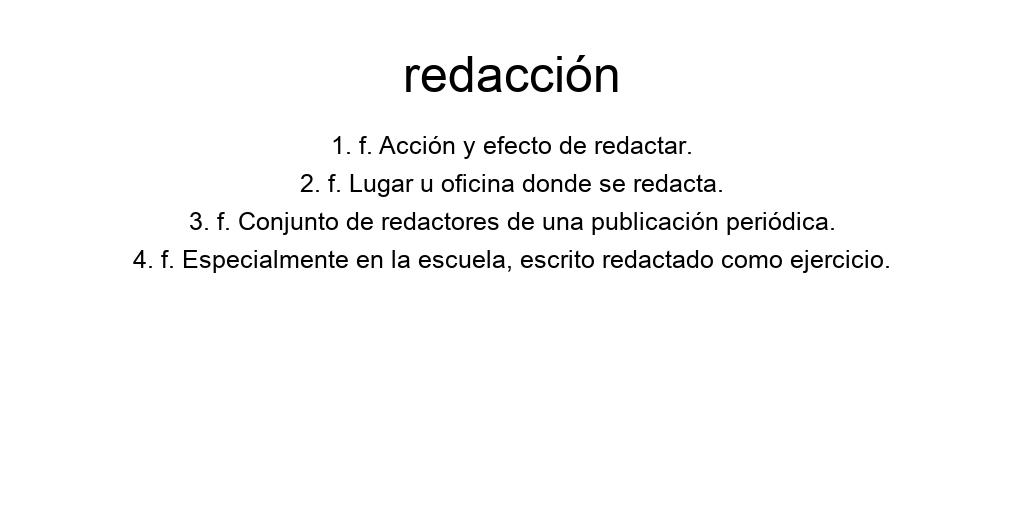 redacción
1. f. Acción y efecto de redactar.
2. f. Lugar u oficina donde se redacta.
3. f. Conjunto de redactores de una publicación periódica.
4. f. Especialmente en la escuela, escrito redactado como ejercicio.